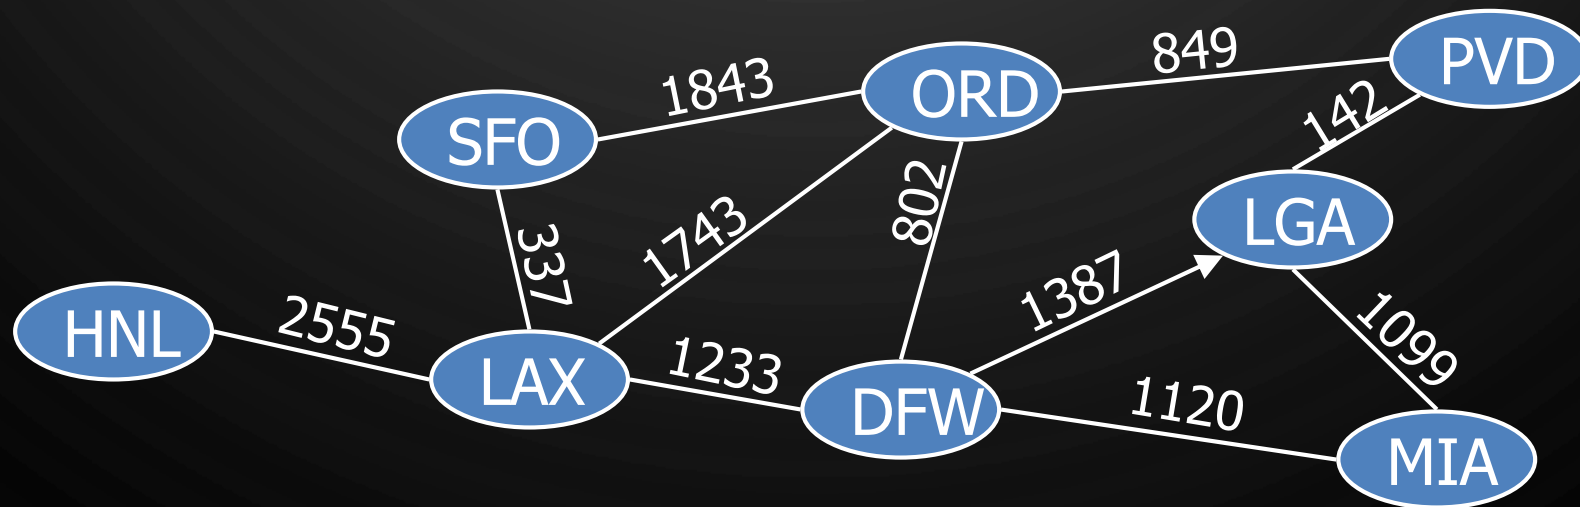 849
PVD
1843
ORD
142
SFO
802
LGA
1743
337
1387
HNL
2555
1099
LAX
1233
DFW
1120
MIA